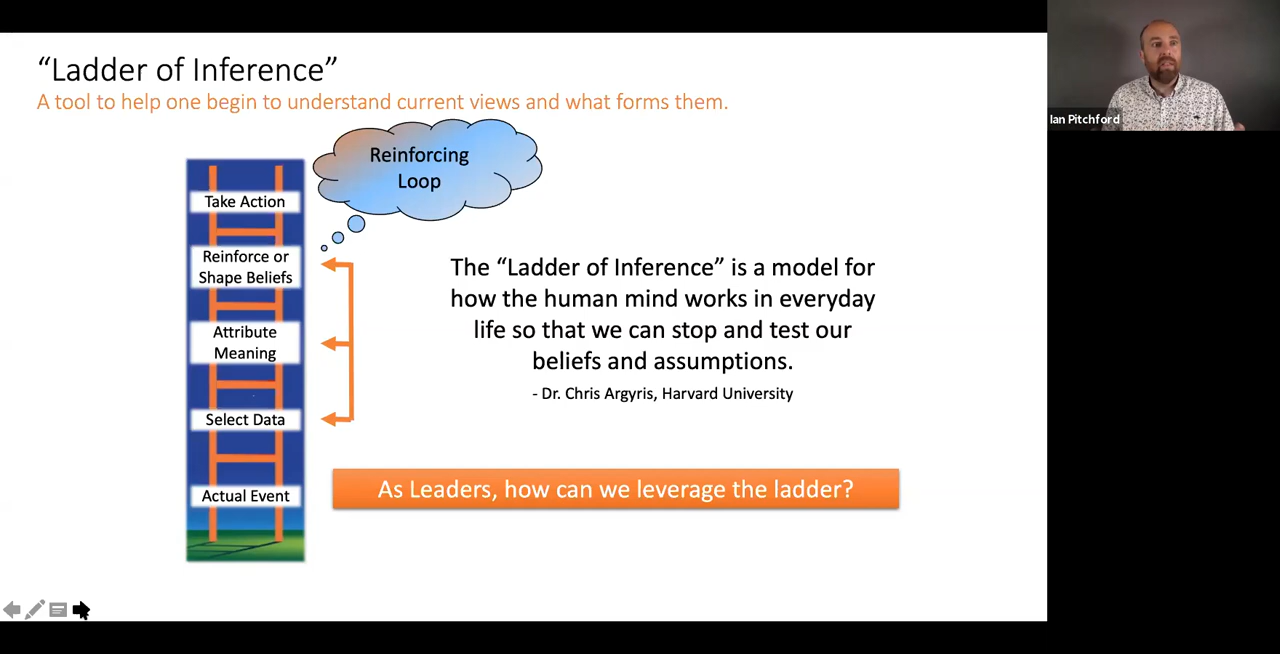 “Ladder of Inference”
A tool to help one begin to understand current views and what forms them.
Ian Pitchford
Reinforcing
Loop
Take Action
Reinforce or
Shape Beliefs
Attribute
Meaning
Select Data
Actual Event
The “Ladder of Inference” is a model for
how the human mind works in everyday
life so that we can stop and test our
beliefs and assumptions.
- Dr. Chris Argyris, Harvard University
As Leaders, how can we leverage the ladder?